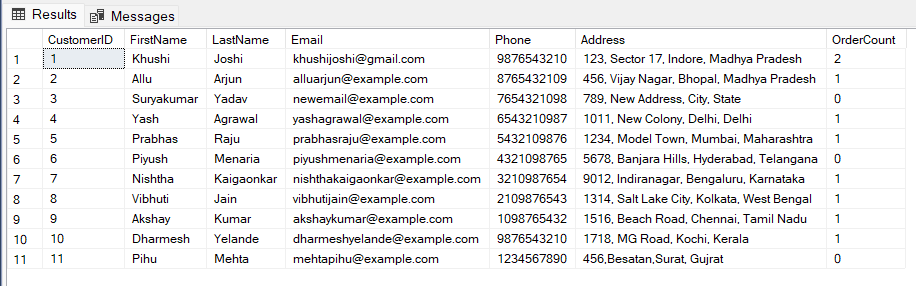 Results Messages
CustomerID FirstName LastName Email Phone Address OrderCount
1 1 Khushi Joshi khushijoshi@gmail.com 9876543210 123, Sector 17, Indore, Madhya Pradesh 2
2 2 Allu Arjun alluarjun@example.com 8765432109 456, Vijay Nagar, Bhopal, Madhya Pradesh 1
3 3 Suryakumar Yadav newemail@example.com 7654321098 789, New Address, City, State 0
4 4 Yash Agrawal yashagrawal@example.com 6543210987 1011, New Colony, Delhi, Delhi 1
5 5 Prabhas Raju prabhasraju@example.com 5432109876 1234, Model Town, Mumbai, Maharashtra 1
6 6 Piyush Menaria piyushmenaria@example.com 4321098765 5678, Banjara Hills, Hyderabad, Telangana 0
7 7 Nishtha Kaigaonkar nishthakaigaonkar@example.com 3210987654 9012, Indiranagar, Bengaluru, Karnataka 1
8 8 Vibhuti Jain vibhutijain@example.com 2109876543 1314, Salt Lake City, Kolkata, West Bengal 1
9 9 Akshay Kumar akshaykumar@example.com 1098765432 1516, Beach Road, Chennai, Tamil Nadu 1
10 10 Dharmesh Yelande dharmeshyelande@example.com 9876543210 1718, MG Road, Kochi, Kerala 1
11 11 Pihu Mehta mehtapihu@example.com 1234567890 456,Besatan,Surat, Gujrat 0